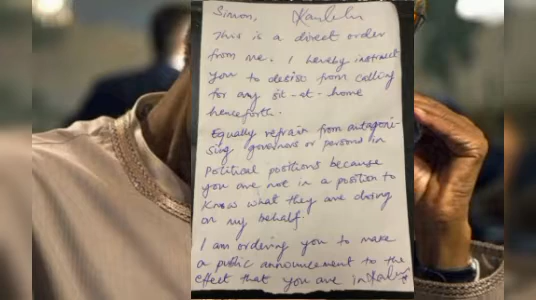 Simon,
This is a direct order
from me. I hereby instruct
you to desist from calling
for any sit-at-home
henceforth.
Equally refrain from antagoni-
sing governors or persons in
political positions because
you are not in a position to
know what they are doing
on my behalf.
I am ordering you to make
a public announcement to the
effect that you are in